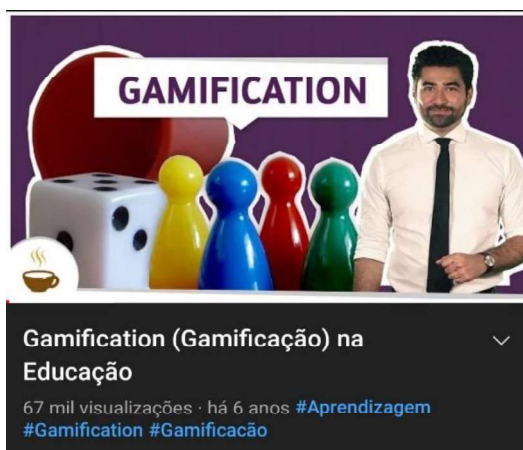 GAMIFICATION
Gamification (Gamificação) na
Educação
67 mil visualizações · há 6 anos #Aprendizagem
#Gamification #Gamificacão